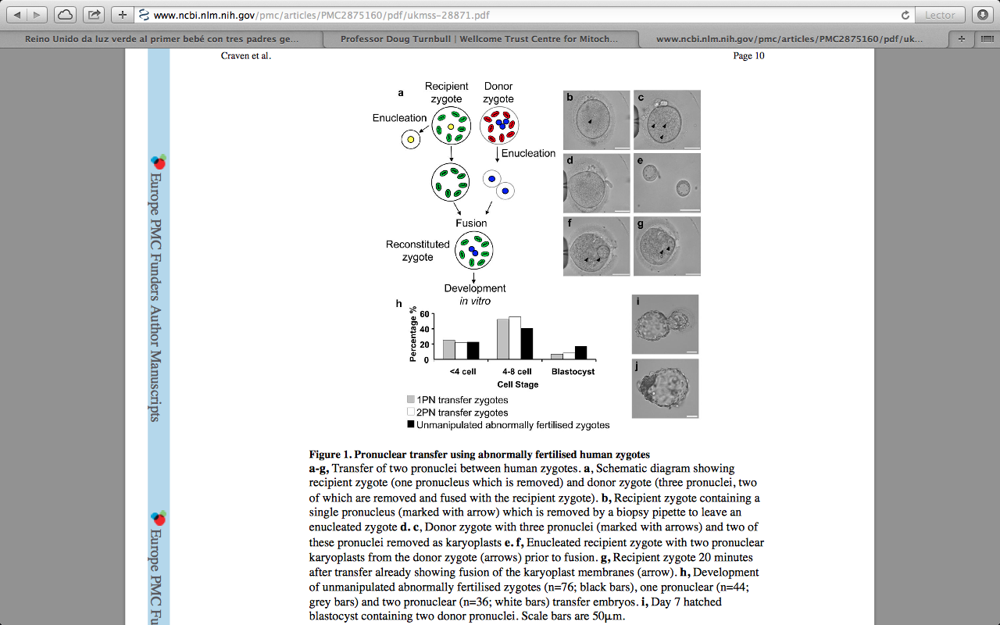 www.ncbi.nlm.nih.gov/pmc/articles/PMC2875160/pdf/ukmss-28871.pdf
Lector
Reino Unido da luz verde al primer bebé con tres padres ge...
Professor Doug Turnbull | Wellcome Trust Centre for Mitoch...
www.ncbi.nlm.nih.gov/pmc/articles/PMC2875160/pdf/uk...
Craven et al.
Page 10
Europe PMC Funders Author Manuscripts
Europe PMC Fu
a
Recipient
zygote
Donor
zygote
Enucleation
Enucleation
Fusion
Reconstituted
zygote
Development
in vitro
b
c
d
e
f
g
h
Percentage %
60
40
20
0
<4 cell
4-8 cell
Blastocyst
Cell Stage
1PN transfer zygotes
2PN transfer zygotes
Unmanipulated abnormally fertilised zygotes
i
j
Figure 1. Pronuclear transfer using abnormally fertilised human zygotes
a-g, Transfer of two pronuclei between human zygotes. a, Schematic diagram showing
recipient zygote (one pronucleus which is removed) and donor zygote (three pronuclei, two
of which are removed and fused with the recipient zygote). b, Recipient zygote containing a
single pronucleus (marked with arrow) which is removed by a biopsy pipette to leave an
enucleated zygote d. c, Donor zygote with three pronuclei (marked with arrows) and two of
these pronuclei removed as karyoplasts e. f, Enucleated recipient zygote with two pronuclear
karyoplasts from the donor zygote (arrows) prior to fusion. g, Recipient zygote 20 minutes
after transfer already showing fusion of the karyoplast membranes (arrow). h, Development
of unmanipulated abnormally fertilised zygotes (n=76; black bars), one pronuclear (n=44;
grey bars) and two pronuclear (n=36; white bars) transfer embryos. i, Day 7 hatched
blastocyst containing two donor pronuclei. Scale bars are 50μm.